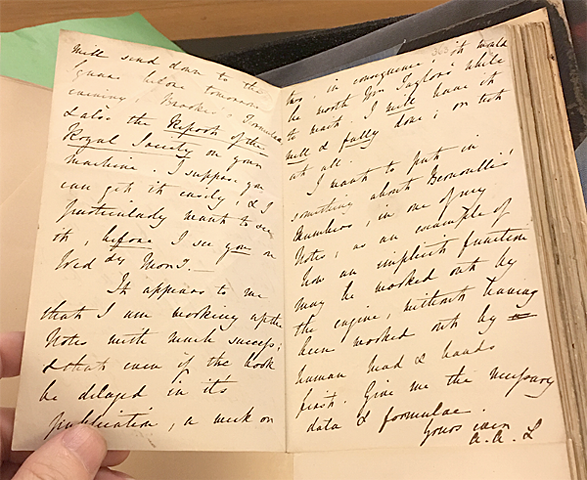 will send down to the
Square before tomorrow
evening, Brooker's Formulae,
& also the Report of the
Royal Society on your
machine. I suppose you
can get it easily, & I
particularly want to see
it, before I see you on
Wed dy Mor g. —
It appears to me
that I am working up the
Notes with much success;
& that even if the book
be delayed in it's
publication, a week or
two, in consequence, it would
be worth Mr Taylor's while
to wait. I will have it
well & fully done; or not
at all.
I want to put in
something about Bernoulli's
Numbers, in one of my
Notes, as an example of
how an implicit function
may be worked out by
the engine, without having
been worked out by
human head & hands
first. Give me the necessary
data & formulae.
Yours ever
A. A. L